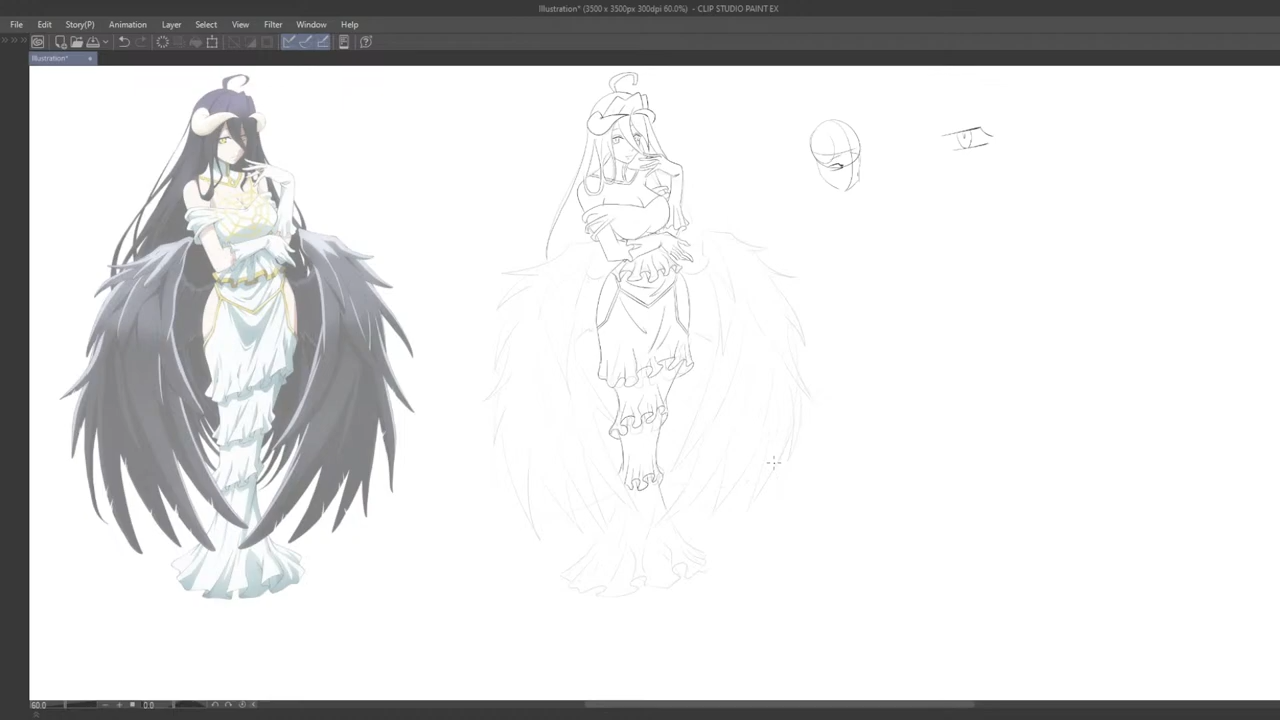 Illustration* (3500 x 3500px 300dpi 60.0%) - CLIP STUDIO PAINT EX
File Edit Story(P) Animation Layer Select View Filter Window Help
Illustration*
60.0
0.0